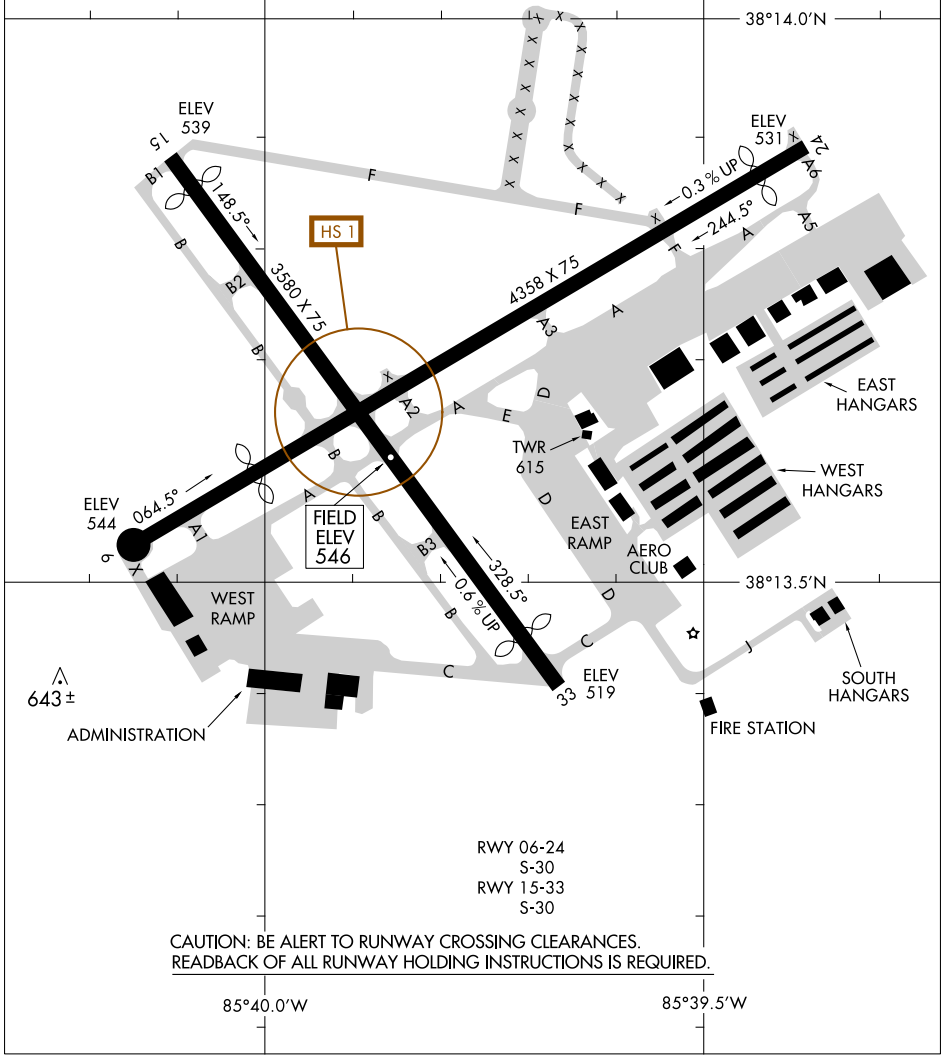 38°14.0'N
ELEV
539
15
B1
148.5°
F
F
F
ELEV
531
24
A6
A5
0.3 % UP
244.5°
A
HS 1
B
B2
3580 X 75
4358 X 75
A3
A
B
A2
A
E
D
TWR
615
EAST
HANGARS
WEST
HANGARS
ELEV
544
064.5°
6
X
A1
A
B
FIELD
ELEV
546
B
B3
328.5°
0.6 % UP
B
D
EAST
RAMP
AERO
CLUB
D
38°13.5'N
WEST
RAMP
C
C
33
ELEV
519
J
SOUTH
HANGARS
643 ±
ADMINISTRATION
FIRE STATION
RWY 06-24
S-30
RWY 15-33
S-30
CAUTION: BE ALERT TO RUNWAY CROSSING CLEARANCES.
READBACK OF ALL RUNWAY HOLDING INSTRUCTIONS IS REQUIRED.
85°40.0'W
85°39.5'W